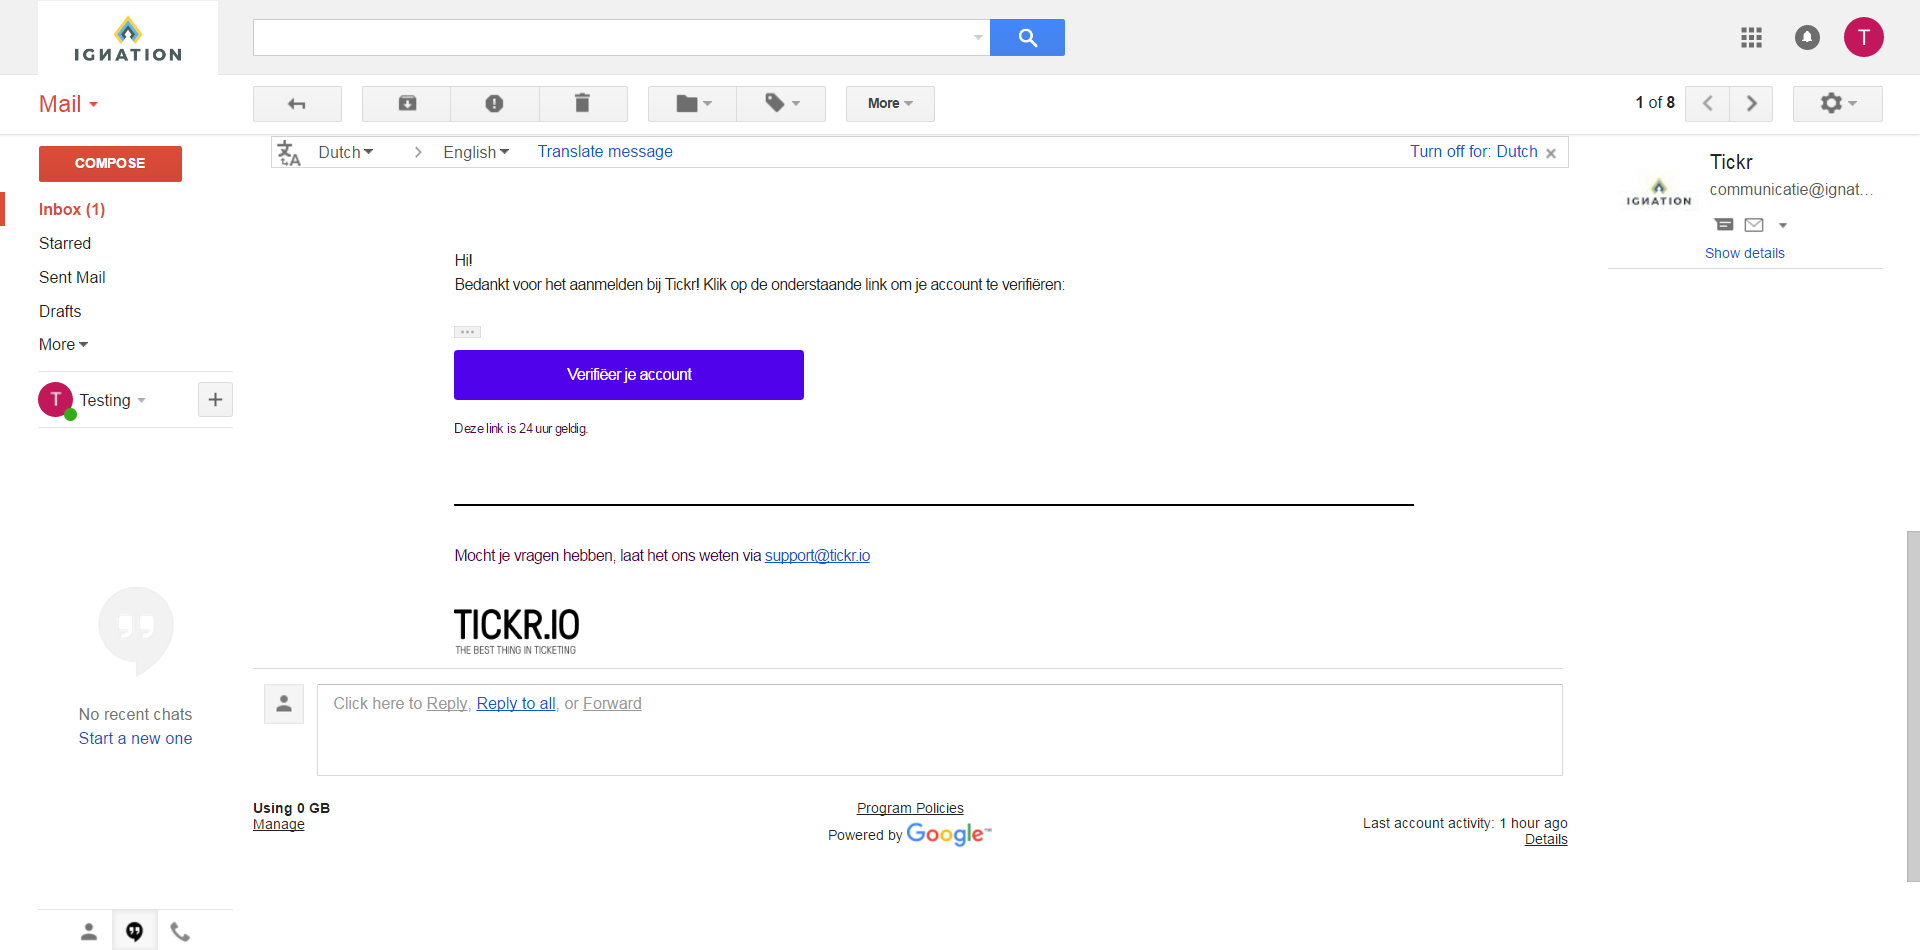 IGNATION
T
Mail
More
1 of 8
COMPOSE
Dutch
English
Translate message
Turn off for: Dutch
Tickr
communicatie@ignat...
IGNATION
Show details
Inbox (1)
Starred
Sent Mail
Drafts
More
T
Testing
Hi!
Bedankt voor het aanmelden bij Tickr! Klik op de onderstaande link om je account te verifiëren:
Verifiëer je account
Deze link is 24 uur geldig.
Mocht je vragen hebben, laat het ons weten via support@tickr.io
TICKR.IO
THE BEST THING IN TICKETING
Click here to Reply, Reply to all, or Forward
No recent chats
Start a new one
Using 0 GB
Manage
Program Policies
Powered by Google™
Last account activity: 1 hour ago
Details